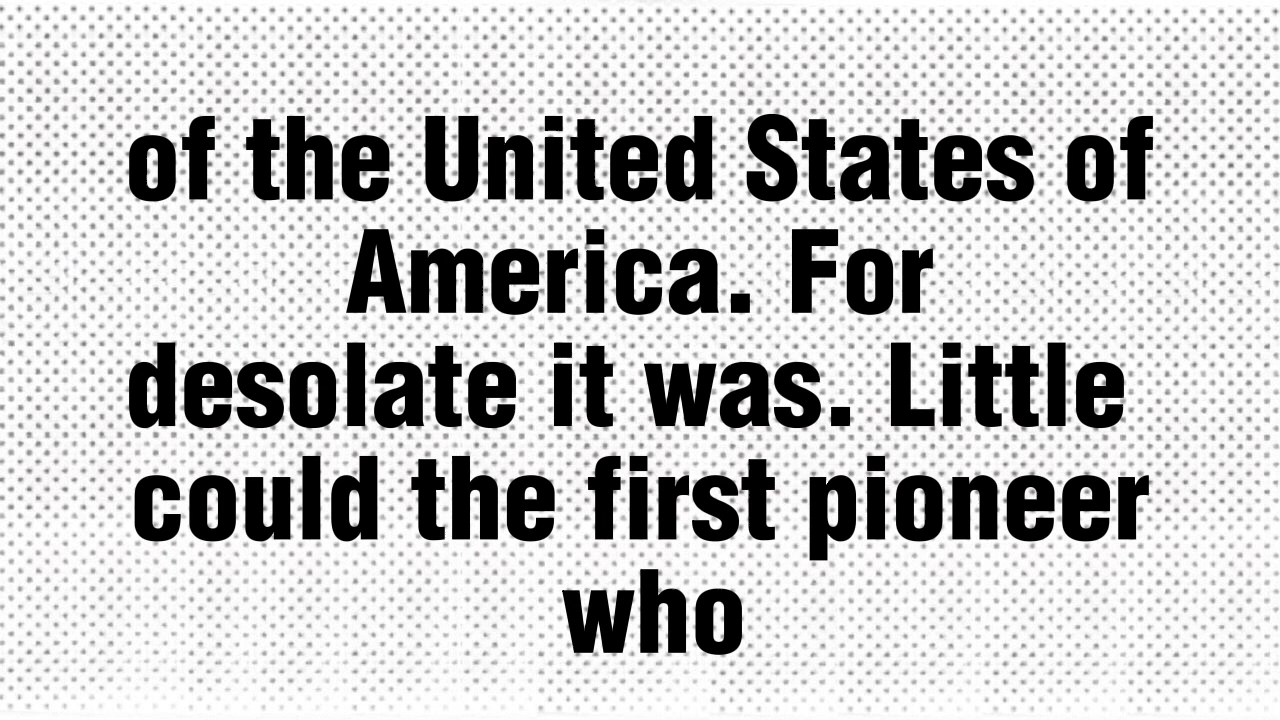 of the United States of
America. For
desolate it was. Little
could the first pioneer
who